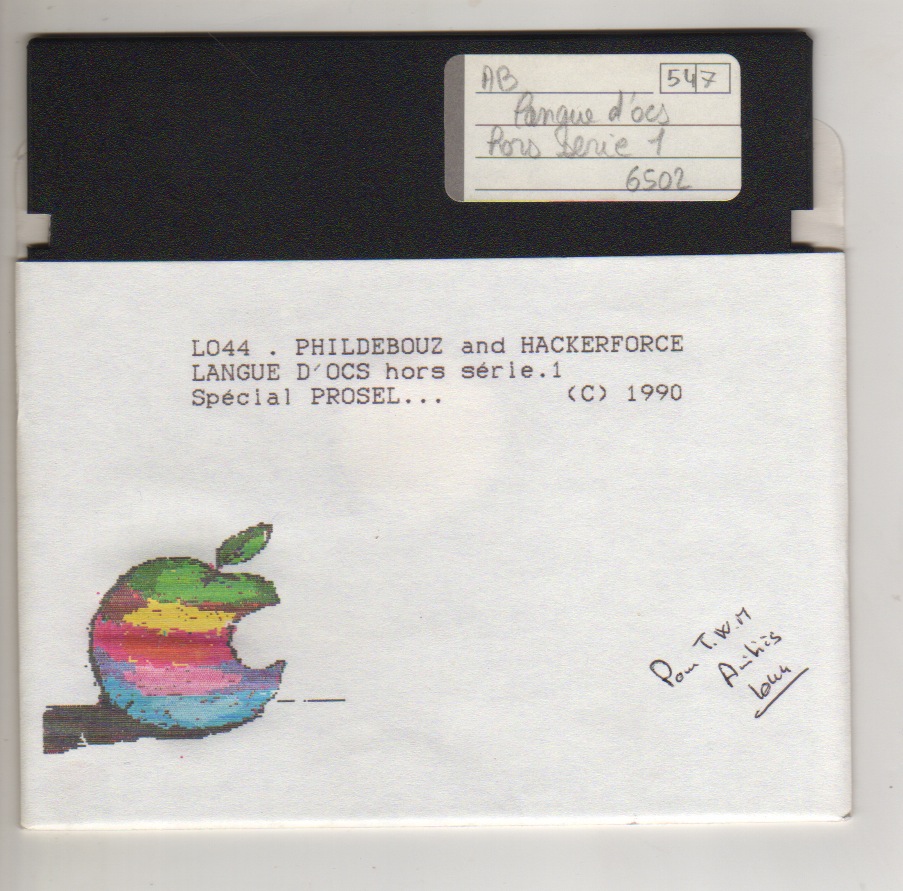 AB 547
Langue d'ocs
Hors serie 1
6502
LO44 . PHILDEBOUZ and HACKERFORCE
LANGUE D'OCS hors série.1
Spécial PROSEL... (C) 1990
Pour T.W.M
Amitiés